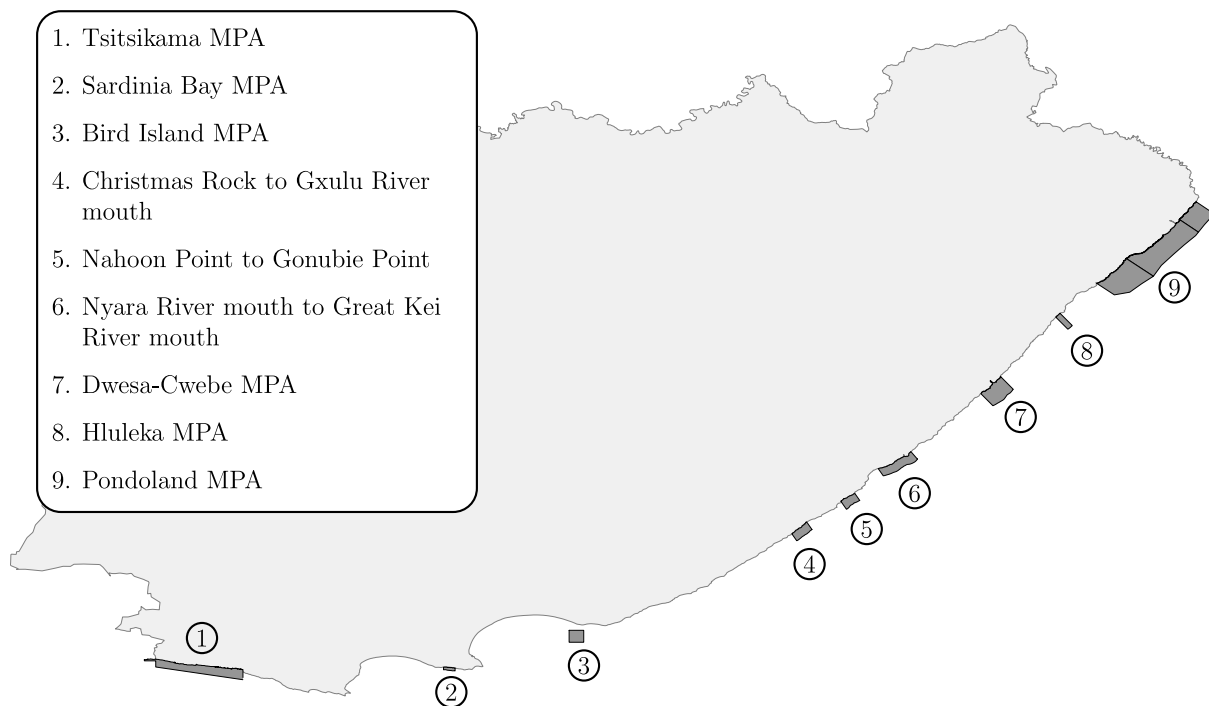 1. Tsitsikama MPA
2. Sardinia Bay MPA
3. Bird Island MPA
4. Christmas Rock to Gxulu River
mouth
5. Nahoon Point to Gonubie Point
6. Nyara River mouth to Great Kei
River mouth
7. Dwesa-Cwebe MPA
8. Hluleka MPA
9. Pondoland MPA
9
8
7
6
5
4
1
3
2